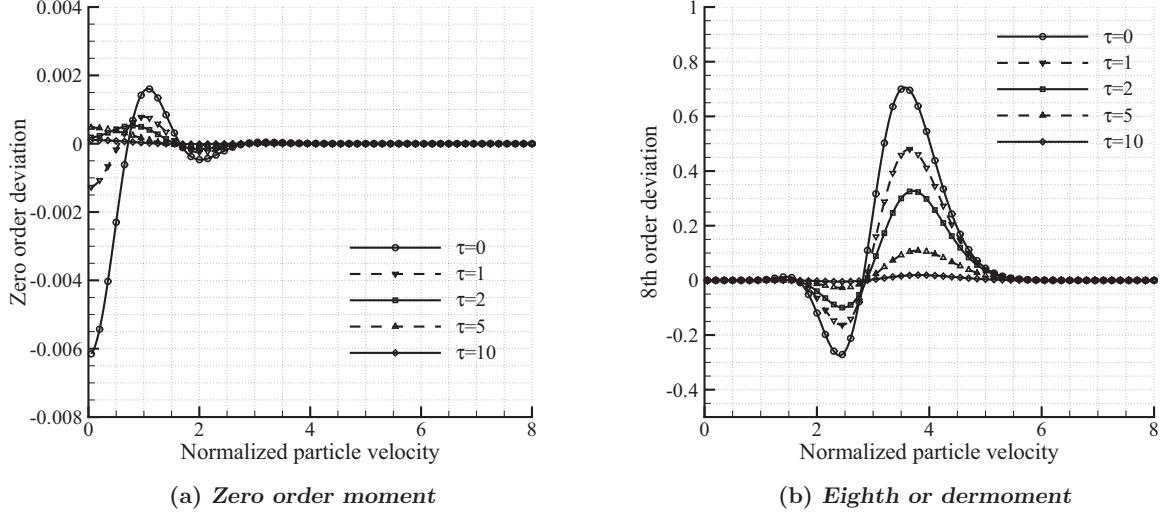 0.004
0.002
0
-0.002
-0.004
-0.006
-0.008
Zero order deviation
τ=0
τ=1
τ=2
τ=5
τ=10
0 2 4 6 8
Normalized particle velocity
(a) Zero order moment
1
0.8
0.6
0.4
0.2
0
-0.2
-0.4
8th order deviation
τ=0
τ=1
τ=2
τ=5
τ=10
0 2 4 6 8
Normalized particle velocity
(b) Eighth or dermoment